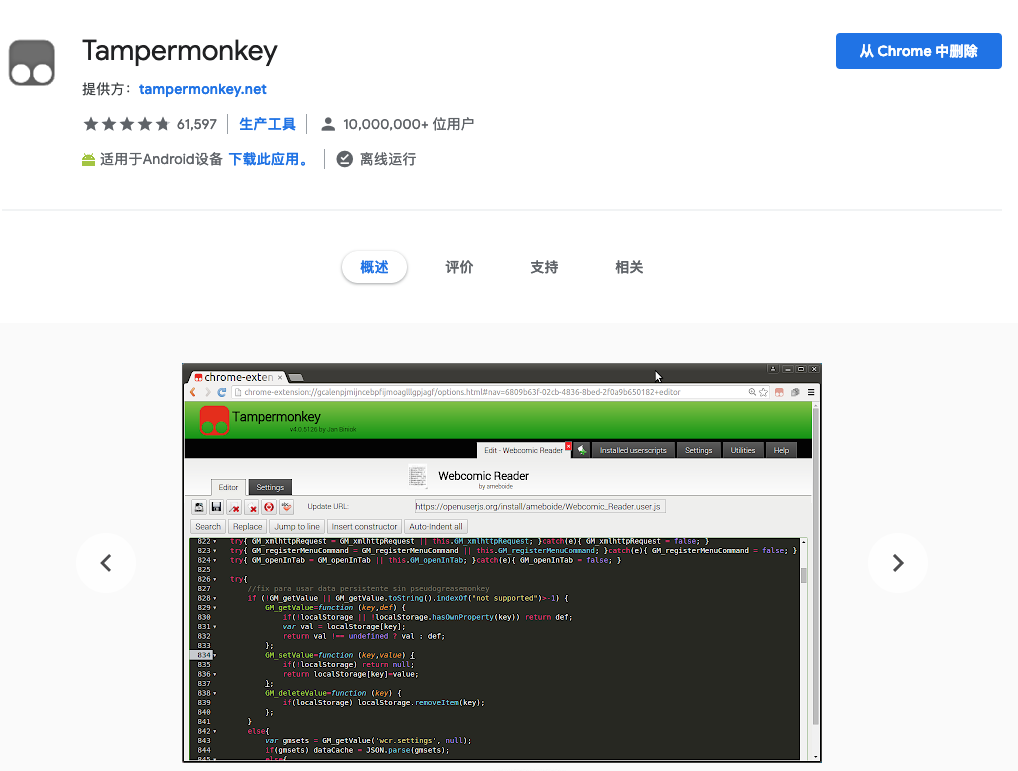 Tampermonkey
从 Chrome 中删除
提供方： tampermonkey.net
61,597 生产工具 10,000,000+ 位用户
适用于Android设备 下载此应用。 离线运行
概述 评价 支持 相关
chrome-exten
chrome-extension://gcalenpjmijncebpfijmoaglllgpjagf/options.html#nav=6809b63f-02cb-4836-8bed-2f0a9b650182+editor
Tampermonkey
v4.0.5126 by Jan Biniok
Edit - Webcomic Reader Installed userscripts Settings Utilities Help
Webcomic Reader
by ameboide
Editor Settings
Update URL: https://openuserjs.org/install/ameboide/Webcomic_Reader.user.js
Search Replace Jump to line Insert constructor Auto-Indent all
822 try{ GM_xmlhttpRequest = GM_xmlhttpRequest || this.GM_xmlhttpRequest; }catch(e){ GM_xmlhttpRequest = false; }
823 try{ GM_registerMenuCommand = GM_registerMenuCommand || this.GM_registerMenuCommand; }catch(e){ GM_registerMenuCommand = false; }
824 try{ GM_openInTab = GM_openInTab || this.GM_openInTab; }catch(e){ GM_openInTab = false; }
825
826 try{
827 //fix para usar data persistente sin pseudogreasemonkey
828 if (!GM_getValue || GM_getValue.toString().indexOf("not supported")>-1) {
829 GM_getValue=function (key,def) {
830 if(!localStorage || !localStorage.hasOwnProperty(key)) return def;
831 var val = localStorage[key];
832 return val !== undefined ? val : def;
833 };
834 GM_setValue=function (key,value) {
835 if(!localStorage) return null;
836 return localStorage[key]=value;
837 };
838 GM_deleteValue=function (key) {
839 if(localStorage) localStorage.removeItem(key);
840 };
841 }
842 else{
843 var gmsets = GM_getValue('wcr.settings', null);
844 if(gmsets) dataCache = JSON.parse(gmsets);
845 else{